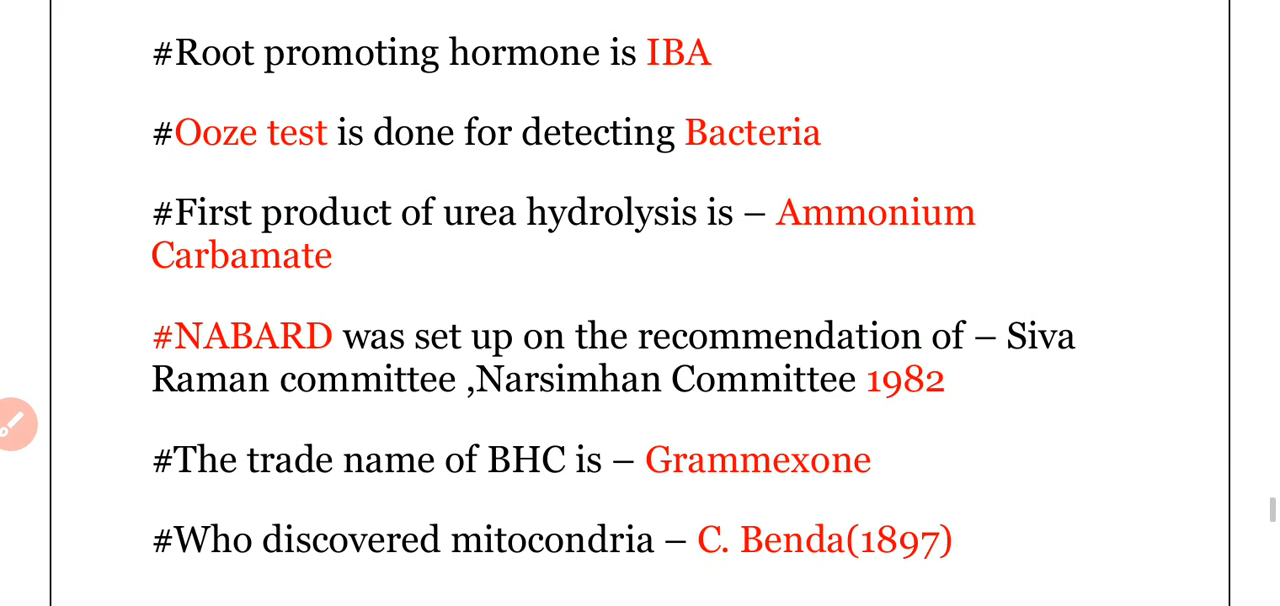 #Root promoting hormone is IBA
#Ooze test is done for detecting Bacteria
#First product of urea hydrolysis is – Ammonium
Carbamate
#NABARD was set up on the recommendation of – Siva
Raman committee ,Narsimhan Committee 1982
#The trade name of BHC is – Grammexone
#Who discovered mitocondria – C. Benda(1897)